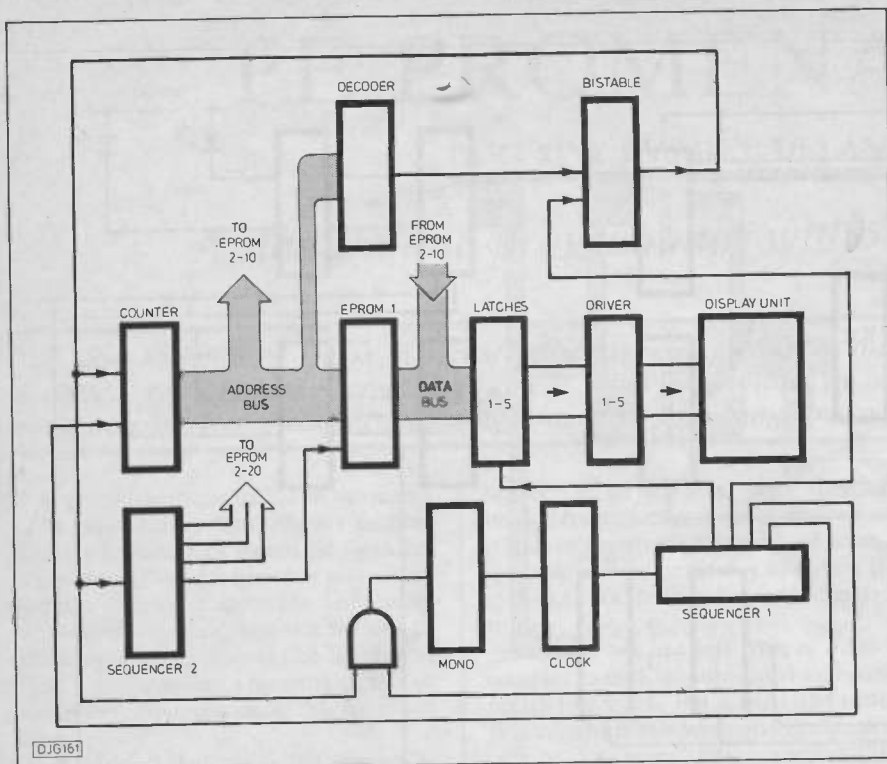 DECODER
BISTABLE
TO
EPROM
2-10
FROM
EPROM
2-10
COUNTER
EPROM 1
LATCHES
DRIVER
DISPLAY UNIT
ADDRESS
BUS
DATA
BUS
1-5
1-5
TO
EPROM
2-20
SEQUENCER 2
MONO
CLOCK
SEQUENCER 1
DJG161